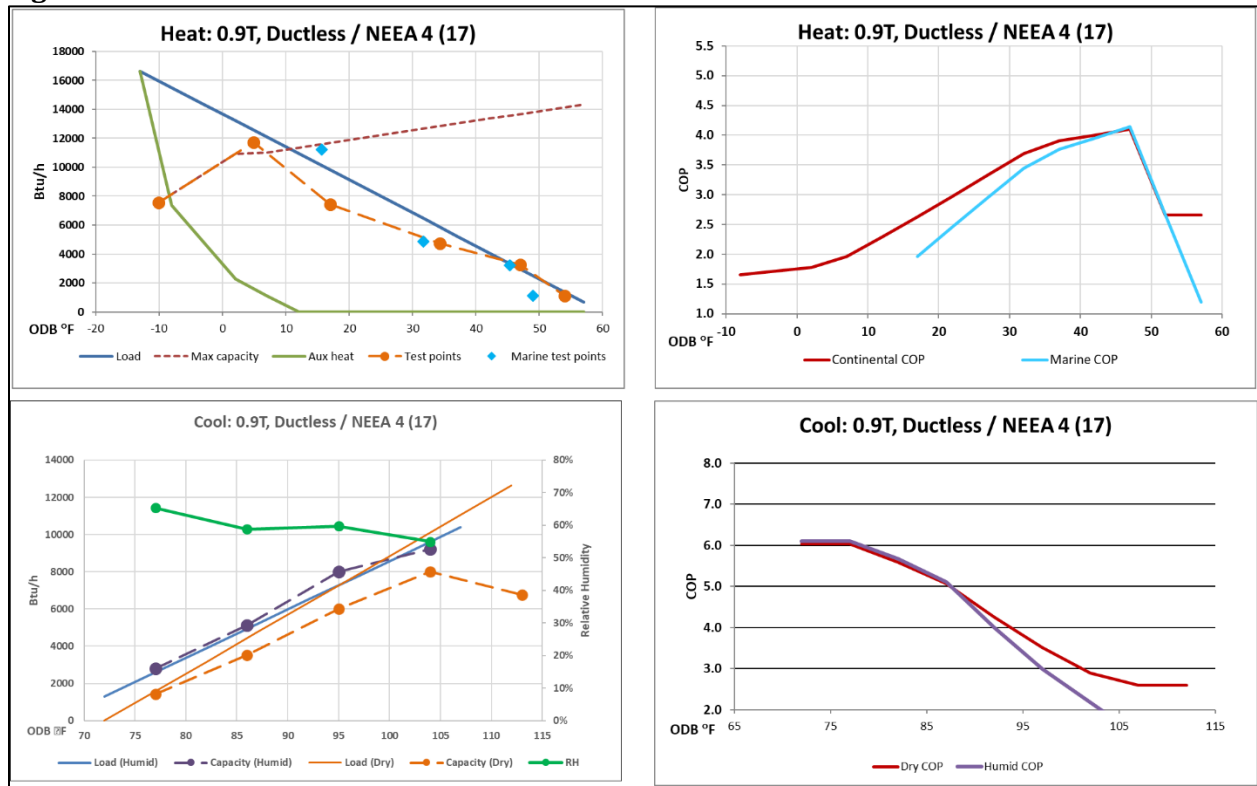 Heat: 0.9T, Ductless / NEEA 4 (17)
18000
16000
14000
12000
10000
8000
6000
4000
2000
0
Btu/h
-20 -10 0 10 20 30 40 50 60
ODB °F
Load Max capacity Aux heat Test points Marine test points
Heat: 0.9T, Ductless / NEEA 4 (17)
5.5
5.0
4.5
4.0
3.5
3.0
2.5
2.0
1.5
1.0
COP
-10 0 10 20 30 40 50 60
ODB °F
Continental COP Marine COP
Cool: 0.9T, Ductless / NEEA 4 (17)
14000
12000
10000
8000
6000
4000
2000
0
Btu/h
80%
70%
60%
50%
40%
30%
20%
10%
0%
Relative Humidity
70 75 80 85 90 95 100 105 110 115
ODB F
Load (Humid) Capacity (Humid) Load (Dry) Capacity (Dry) RH
Cool: 0.9T, Ductless / NEEA 4 (17)
8.0
7.0
6.0
5.0
4.0
3.0
2.0
COP
65 75 85 95 105 115
ODB °F
Dry COP Humid COP